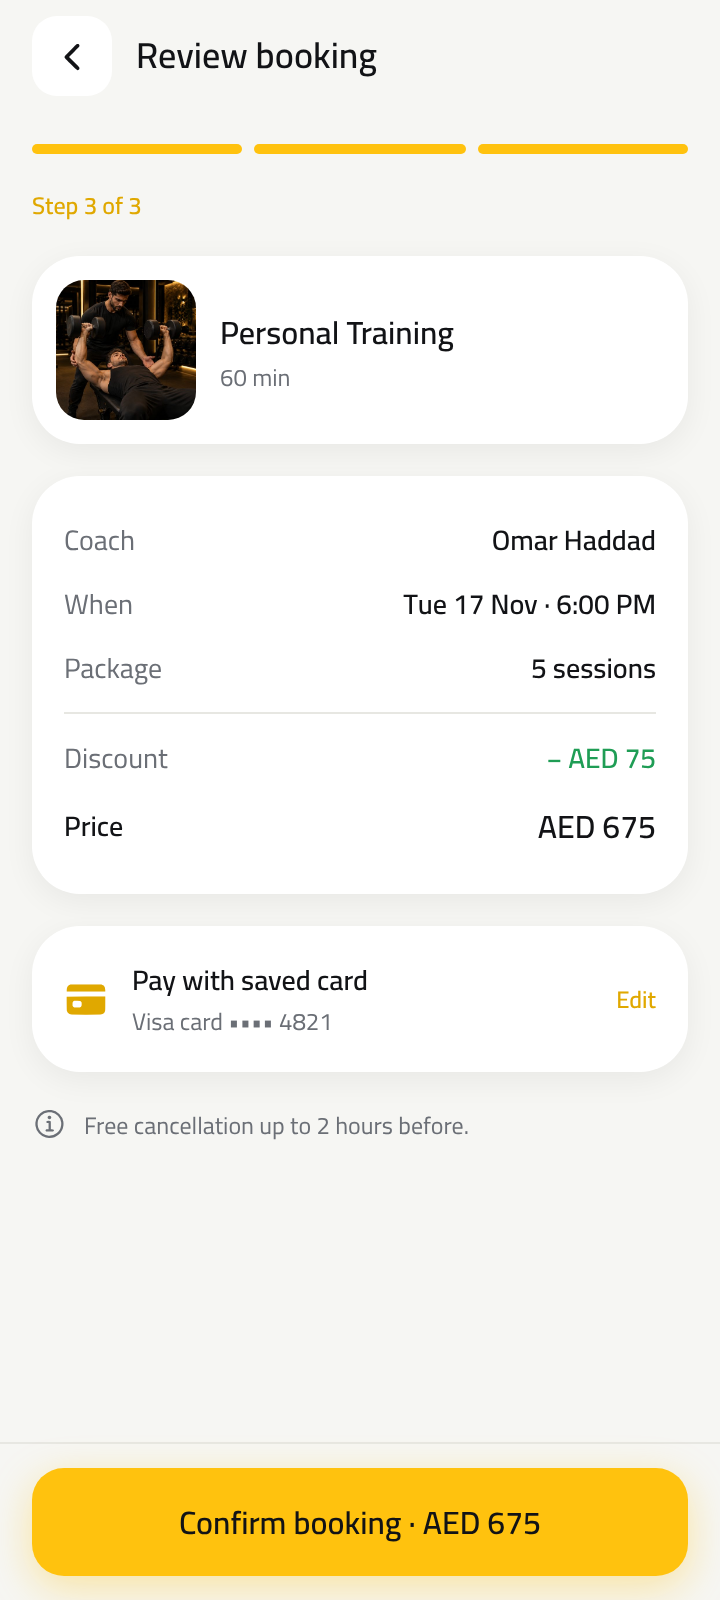 Review booking
Step 3 of 3
Personal Training
60 min
Coach
Omar Haddad
When
Tue 17 Nov · 6:00 PM
Package
5 sessions
Discount
– AED 75
Price
AED 675
Pay with saved card
Visa card ▪▪▪▪ 4821
Edit
Free cancellation up to 2 hours before.
Confirm booking · AED 675